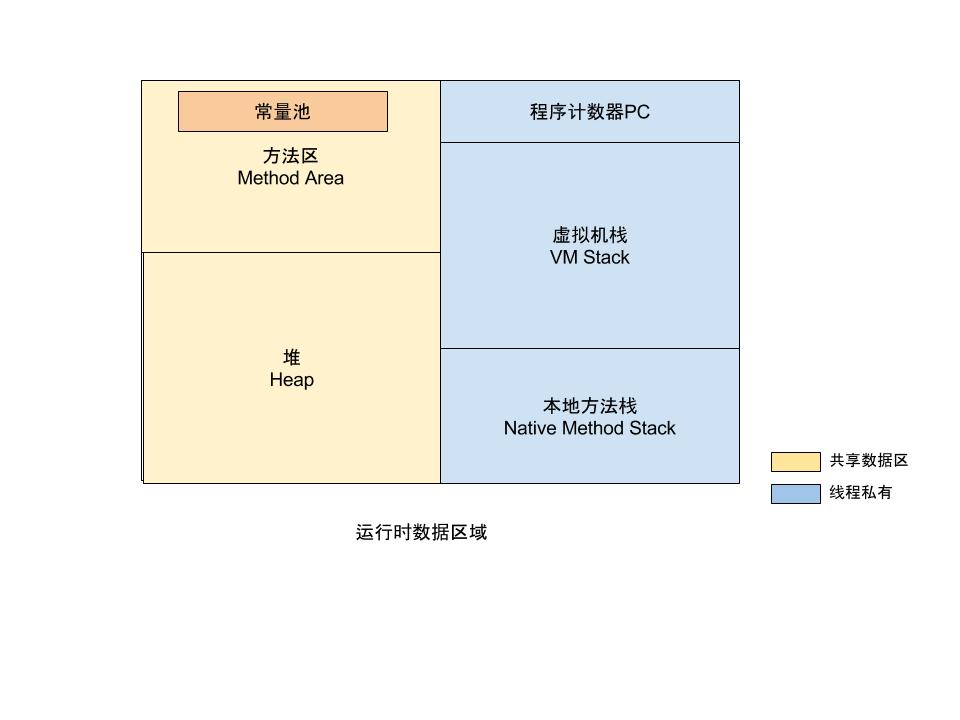 常量池
方法区
Method Area
堆
Heap
程序计数器PC
虚拟机栈
VM Stack
本地方法栈
Native Method Stack
共享数据区
线程私有
运行时数据区域